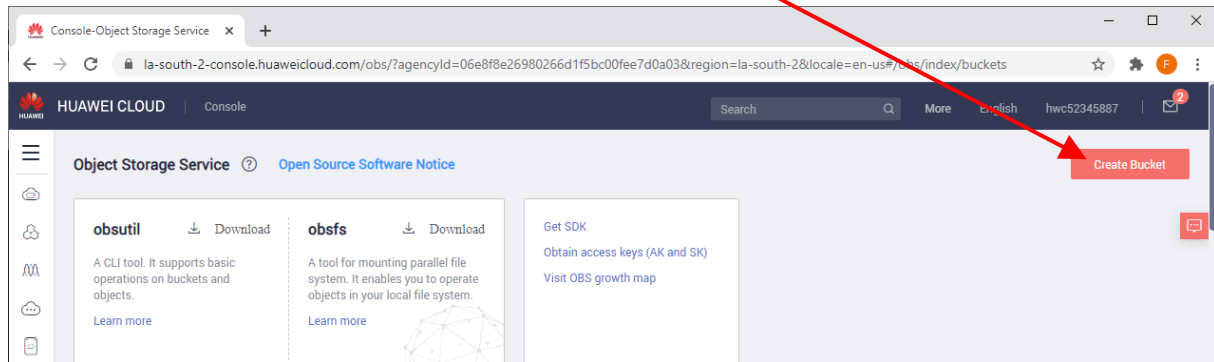 Console-Object Storage Service
la-south-2-console.huaweicloud.com/obs/?agencyId=06e8f8e26980266d1f5bc00fee7d0a03&region=la-south-2&locale=en-us#/obs/index/buckets
F
HUAWEI
HUAWEI CLOUD | Console
Search
More
English
hwc52345887
2
Object Storage Service ?
Open Source Software Notice
Create Bucket
obsutil
Download
A CLI tool. It supports basic
operations on buckets and
objects.
Learn more
obsfs
Download
A tool for mounting parallel file
system. It enables you to operate
objects in your local file system.
Learn more
Get SDK
Obtain access keys (AK and SK)
Visit OBS growth map